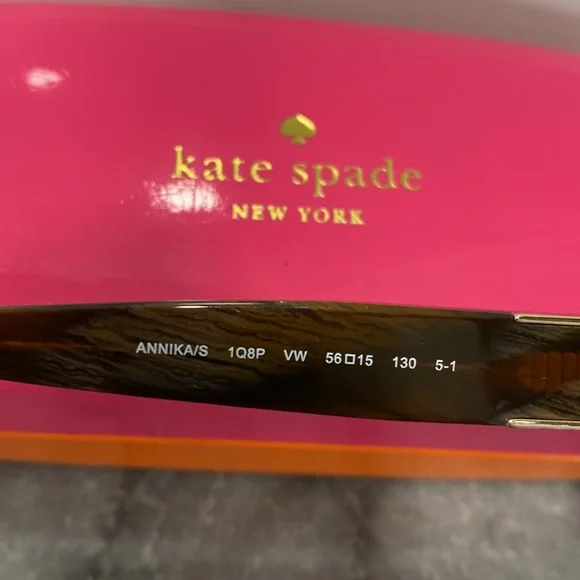 kate spade
NEW YORK
ANNIKA/S 1Q8P VW 56□15 130 5-1